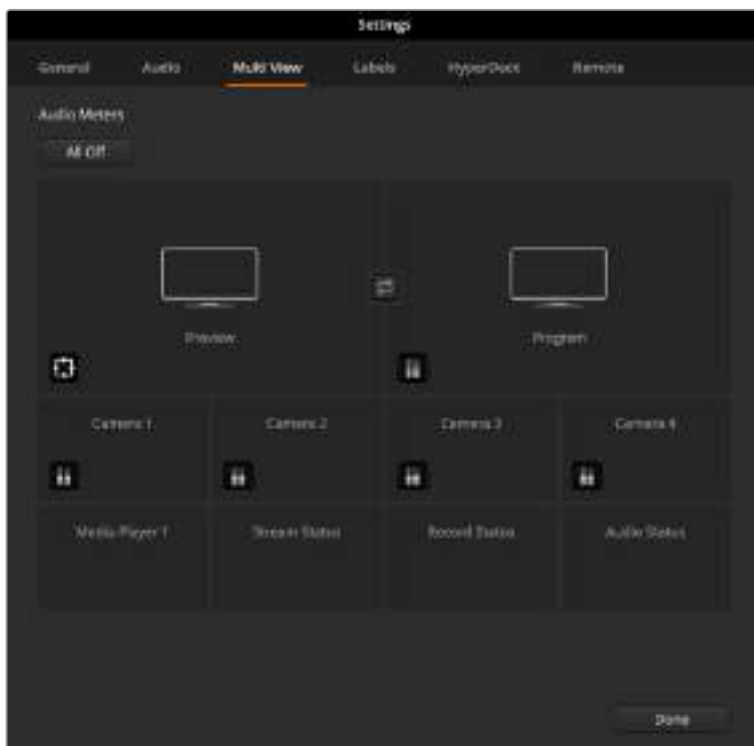 Settings
General Audio Multi View Labels HyperDeck Remote
Audio Meters
All Off
Preview Program
Camera 1 Camera 2 Camera 3 Camera 4
Media Player 1 Stream Status Record Status Audio Status
Done